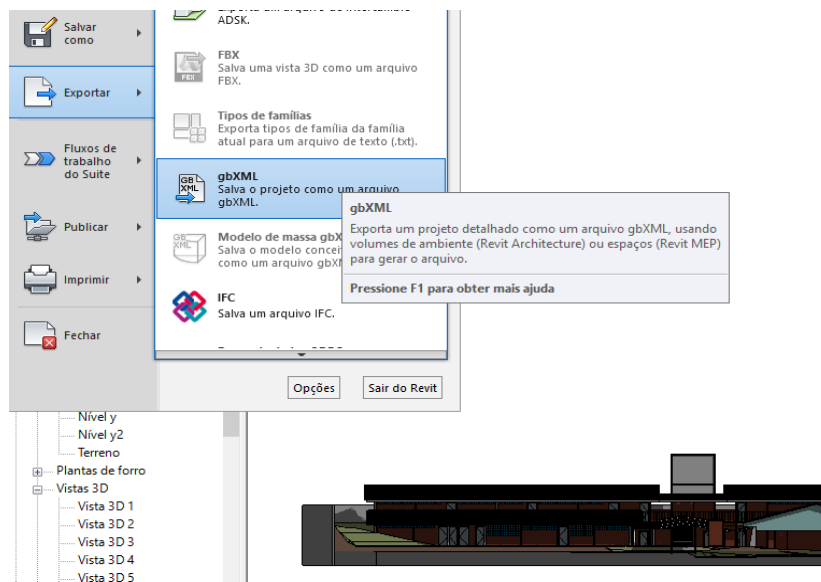 Salvar
como
Exportar
Fluxos de
trabalho
do Suite
Publicar
Imprimir
Fechar
ADSK.
FBX
Salva uma vista 3D como um arquivo
FBX.
Tipos de famílias
Exporta tipos de família da família
atual para um arquivo de texto (.txt).
gbXML
Salva o projeto como um arquivo
gbXML.
Modelo de massa gbX
Salva o modelo concei
como um arquivo gbX
IFC
Salva um arquivo IFC.
gbXML
Exporta um projeto detalhado como um arquivo gbXML, usando
volumes de ambiente (Revit Architecture) ou espaços (Revit MEP)
para gerar o arquivo.
Pressione F1 para obter mais ajuda
Opções
Sair do Revit
Nível y
Nível y2
Terreno
Plantas de forro
Vistas 3D
Vista 3D 1
Vista 3D 2
Vista 3D 3
Vista 3D 4
Vista 3D 5